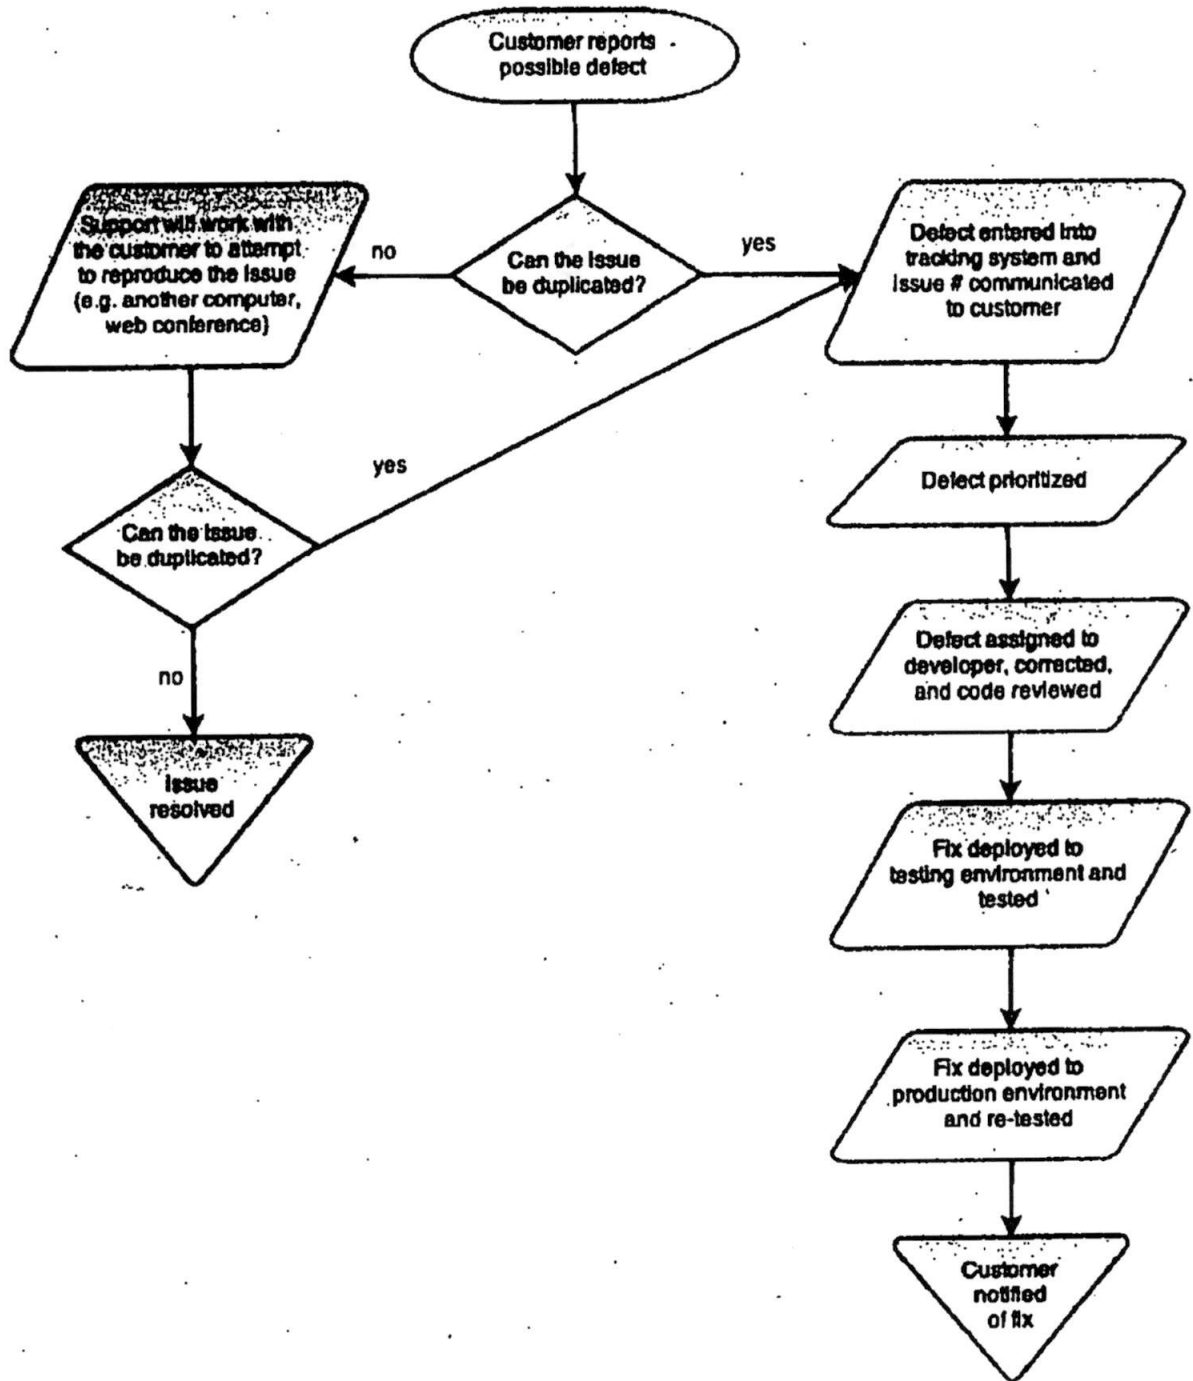 Customer reports
possible defect
Support will work with
the customer to attempt
to reproduce the issue
(e.g. another computer,
web conference)
no
Can the issue
be duplicated?
yes
Defect entered into
tracking system and
issue # communicated
to customer
yes
Defect prioritized
Can the issue
be duplicated?
no
Defect assigned to
developer, corrected,
and code reviewed
Issue
resolved
Fix deployed to
testing environment and
tested
Fix deployed to
production environment
and re-tested
Customer
notified
of fix